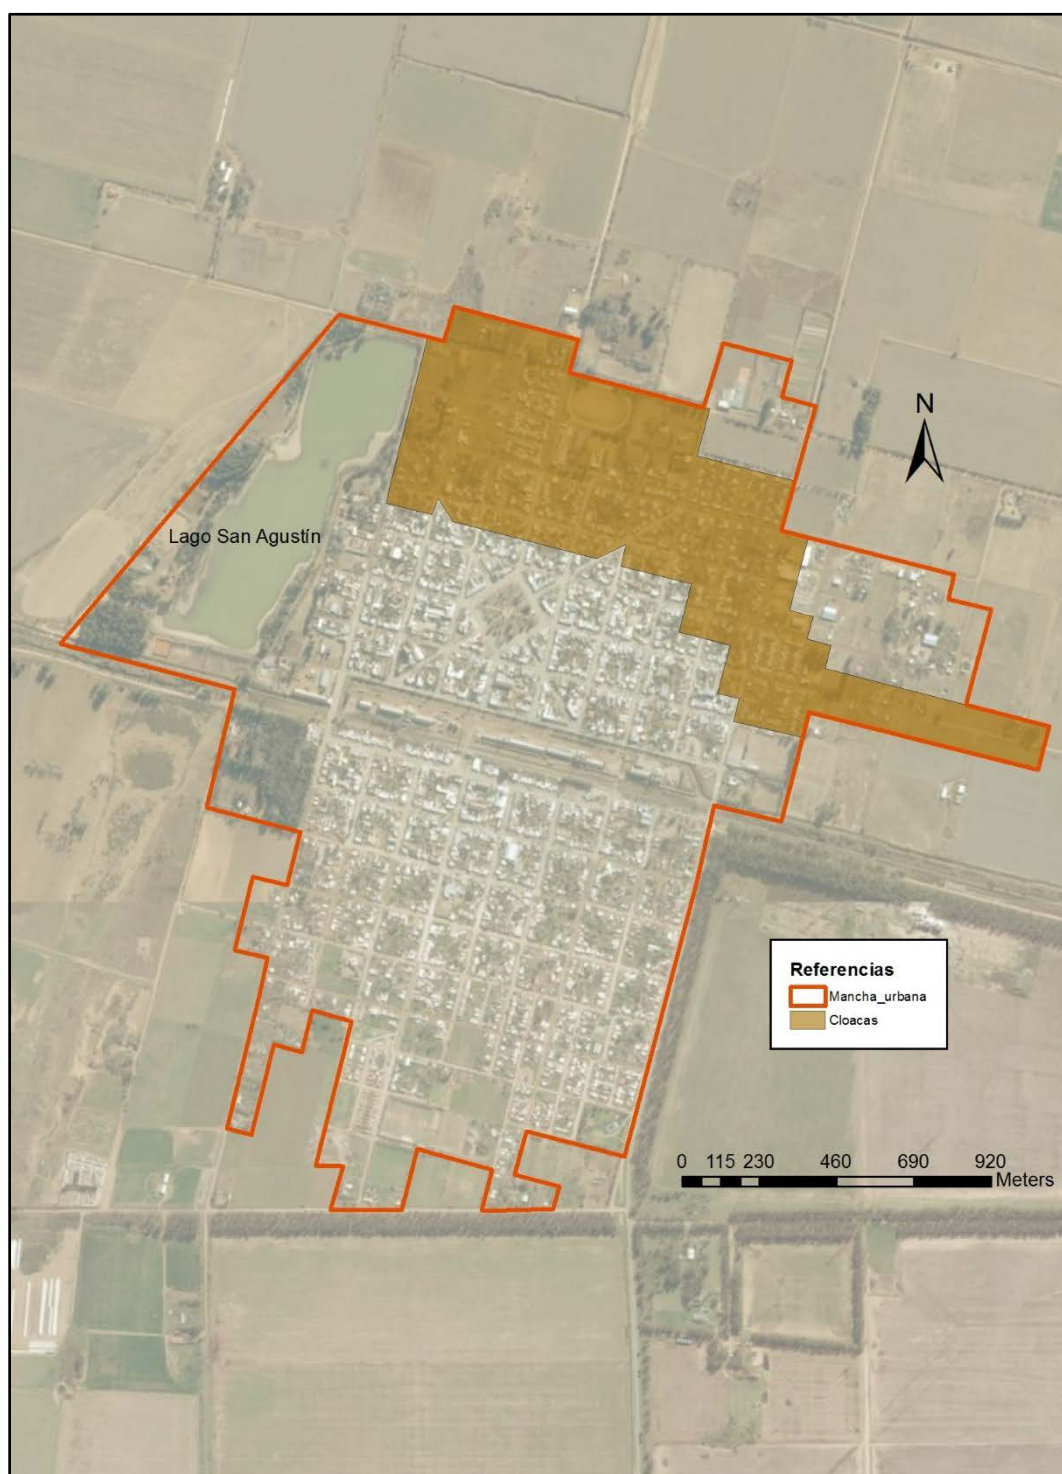 N
Lago San Agustín
Referencias
Mancha_urbana
Cloacas
0 115 230 460 690 920
Meters